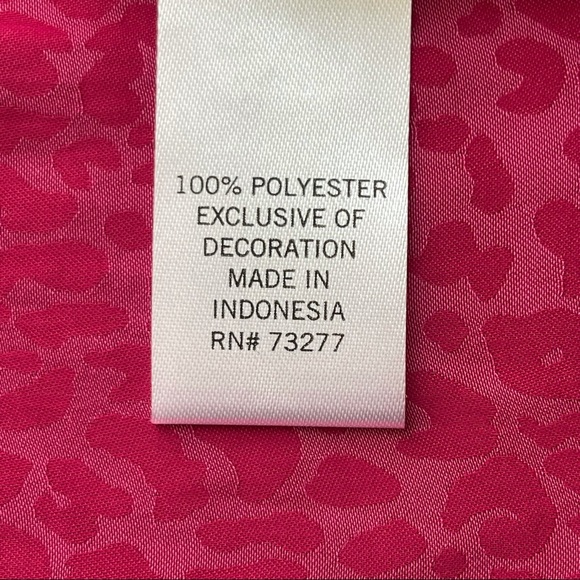 100% POLYESTER
EXCLUSIVE OF
DECORATION
MADE IN
INDONESIA
RN# 73277